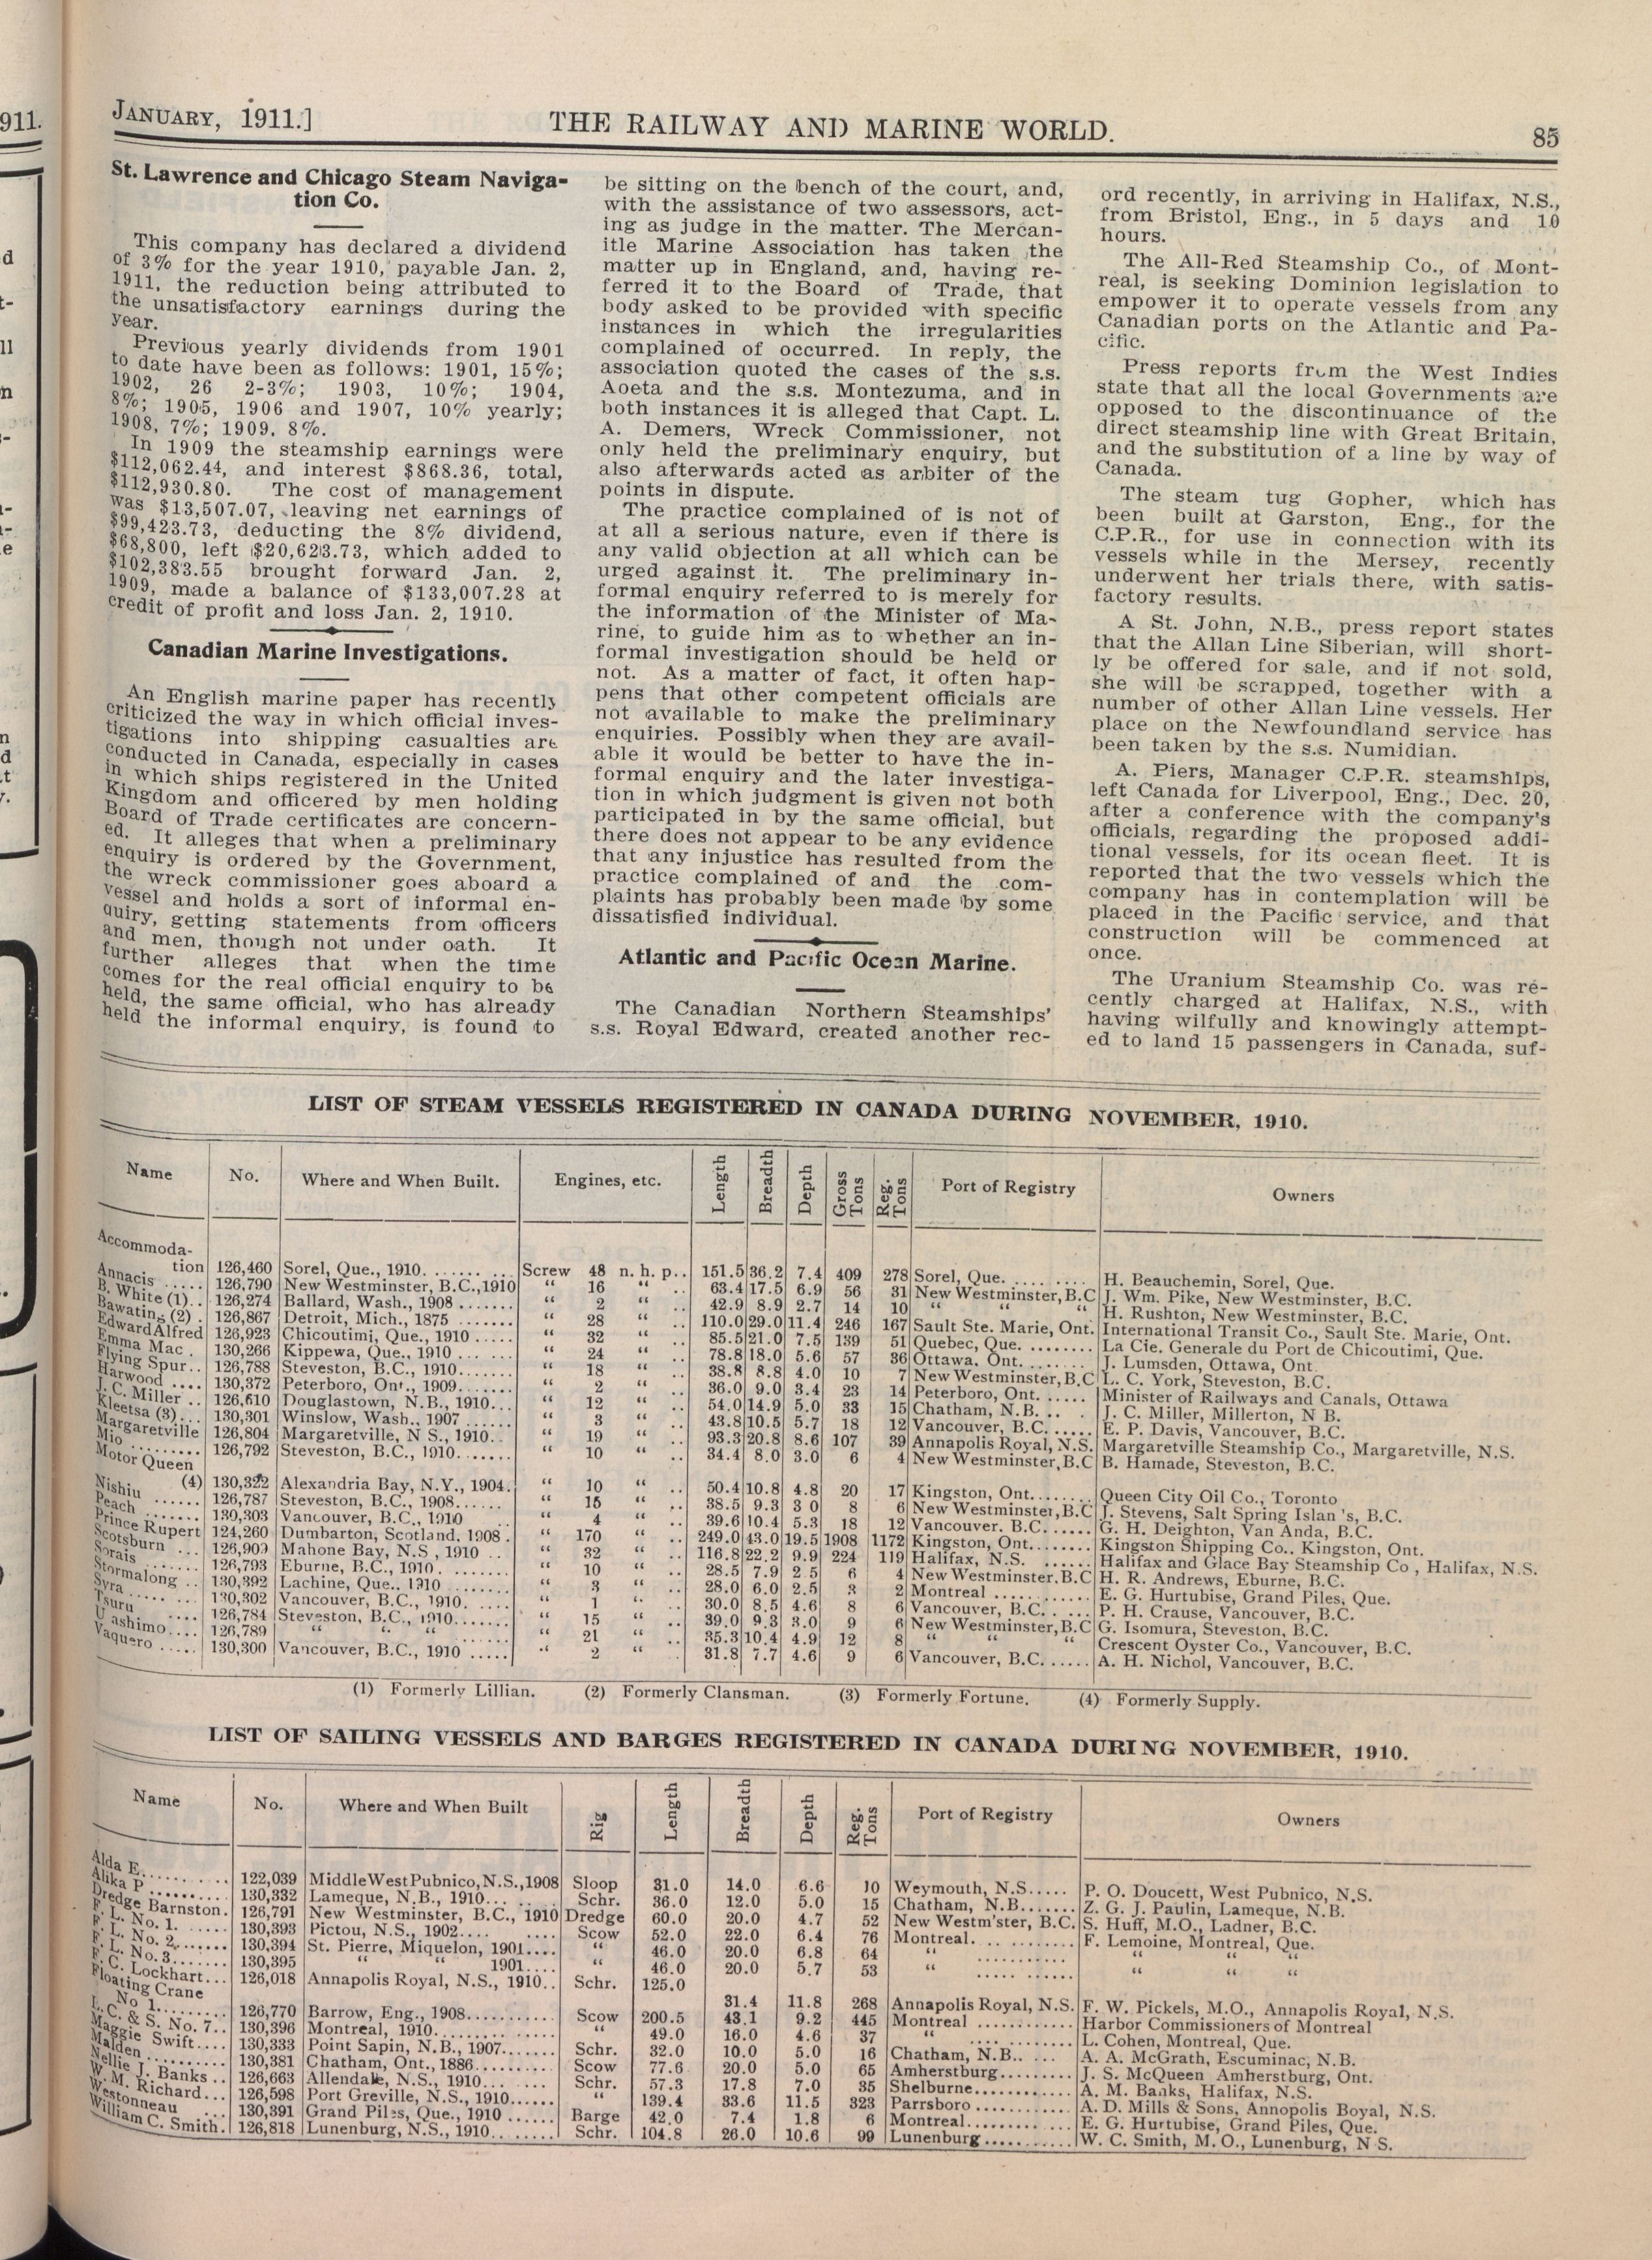 911.
JANUARY, 1911.] THE RAILWAY AND MARINE WORLD. 85
St. Lawrence and Chicago Steam Naviga-
tion Co.
This company has declared a dividend
of 3% for the year 1910, payable Jan. 2,
1911, the reduction being attributed to
the unsatisfactory earnings during the
year.
Previous yearly dividends from 1901
to date have been as follows: 1901, 15%;
1902, 26 2-3%; 1903, 10%; 1904,
8%; 1905, 1906 and 1907, 10% yearly;
1908, 7%; 1909, 8%.
In 1909 the steamship earnings were
$112,062.44, and interest $868.36, total,
$112,930.80. The cost of management
was $13,507.07, leaving net earnings of
$99,423.73, deducting the 8% dividend,
$68,800, left $20,623.73, which added to
$102,383.55 brought forward Jan. 2,
1909, made a balance of $133,007.28 at
credit of profit and loss Jan. 2, 1910.
Canadian Marine Investigations.
An English marine paper has recently
criticized the way in which official inves-
tigations into shipping casualties are
conducted in Canada, especially in cases
in which ships registered in the United
Kingdom and officered by men holding
Board of Trade certificates are concern-
ed. It alleges that when a preliminary
enquiry is ordered by the Government,
the wreck commissioner goes aboard a
vessel and holds a sort of informal en-
quiry, getting statements from officers
and men, though not under oath. It
further alleges that when the time
comes for the real official enquiry to be
held, the same official, who has already
held the informal enquiry, is found to
be sitting on the bench of the court, and,
with the assistance of two assessors, act-
ing as judge in the matter. The Mercan-
itle Marine Association has taken the
matter up in England, and, having re-
ferred it to the Board of Trade, that
body asked to be provided with specific
instances in which the irregularities
complained of occurred. In reply, the
association quoted the cases of the s.s.
Aoeta and the s.s. Montezuma, and in
both instances it is alleged that Capt. L.
A. Demers, Wreck Commissioner, not
only held the preliminary enquiry, but
also afterwards acted as arbiter of the
points in dispute.
The practice complained of is not of
at all a serious nature, even if there is
any valid objection at all which can be
urged against it. The preliminary in-
formal enquiry referred to is merely for
the information of the Minister of Ma-
rine, to guide him as to whether an in-
formal investigation should be held or
not. As a matter of fact, it often hap-
pens that other competent officials are
not available to make the preliminary
enquiries. Possibly when they are avail-
able it would be better to have the in-
formal enquiry and the later investiga-
tion in which judgment is given not both
participated in by the same official, but
there does not appear to be any evidence
that any injustice has resulted from the
practice complained of and the com-
plaints has probably been made by some
dissatisfied individual.
Atlantic and Pacific Ocean Marine.
The Canadian Northern Steamships'
s.s. Royal Edward, created another rec-
ord recently, in arriving in Halifax, N.S.,
from Bristol, Eng., in 5 days and 10
hours.
The All-Red Steamship Co., of Mont-
real, is seeking Dominion legislation to
empower it to operate vessels from any
Canadian ports on the Atlantic and Pa-
cific.
Press reports from the West Indies
state that all the local Governments are
opposed to the discontinuance of the
direct steamship line with Great Britain,
and the substitution of a line by way of
Canada.
The steam tug Gopher, which has
been built at Garston, Eng., for the
C.P.R., for use in connection with its
vessels while in the Mersey, recently
underwent her trials there, with satis-
factory results.
A St. John, N.B., press report states
that the Allan Line Siberian, will short-
ly be offered for sale, and if not sold,
she will be scrapped, together with a
number of other Allan Line vessels. Her
place on the Newfoundland service has
been taken by the s.s. Numidian.
A. Piers, Manager C.P.R. steamships,
left Canada for Liverpool, Eng., Dec. 20,
after a conference with the company's
officials, regarding the proposed addi-
tional vessels, for its ocean fleet. It is
reported that the two vessels which the
company has in contemplation will be
placed in the Pacific service, and that
construction will be commenced at
once.
The Uranium Steamship Co. was re-
cently charged at Halifax, N.S., with
having wilfully and knowingly attempt-
ed to land 15 passengers in Canada, suf-
LIST OF STEAM VESSELS REGISTERED IN CANADA DURING NOVEMBER, 1910.
Name No. Where and When Built. Engines, etc. Length Breadth Depth Gross Tons Reg. Tons Port of Registry Owners
Accommoda-
tion 126,460 Sorel, Que., 1910........ Screw 48 n. h. p.. 151.5 36.2 7.4 409 278 Sorel, Que. ......... H. Beauchemin, Sorel, Que.
Annacis ..... 126,790 New Westminster, B.C.,1910 “ 16 “ .. 63.4 17.5 6.9 56 31 New Westminster, B.C J. Wm. Pike, New Westminster, B.C.
B. White (1).. 126,274 Ballard, Wash., 1908 ....... “ 2 “ .. 42.9 8.9 2.7 14 10 “ “ “ H. Rushton, New Westminster, B.C.
Bawating (2) . 126,867 Detroit, Mich., 1875 ....... “ 28 “ .. 110.0 29.0 11.4 246 167 Sault Ste. Marie, Ont. International Transit Co., Sault Ste. Marie, Ont.
Edward Alfred 126,923 Chicoutimi, Que., 1910 ..... “ 32 “ .. 85.5 21.0 7.5 139 51 Quebec, Que. ........ La Cie. Generale du Port de Chicoutimi, Que.
Emma Mac . 130,266 Kippewa, Que., 1910 ... ... “ 24 “ .. 78.8 18.0 5.6 57 36 Ottawa, Ont. ....... J. Lumsden, Ottawa, Ont.
Flying Spur.. 126,788 Steveston, B.C., 1910....... “ 18 “ .. 38.8 8.8 4.0 10 7 New Westminster, B.C L. C. York, Steveston, B.C.
Harwood .... 130,372 Peterboro, Ont., 1909....... “ 2 “ .. 36.0 9.0 3.4 23 14 Peterboro, Ont. ..... Minister of Railways and Canals, Ottawa
J. C. Miller .. 126,610 Douglastown, N.B., 1910... “ 12 “ .. 54.0 14.9 5.0 33 15 Chatham, N.B. .. . J. C. Miller, Millerton, N B.
Kleetsa (3)... 130,301 Winslow, Wash., 1907 ...... “ 3 “ .. 43.8 10.5 5.7 18 12 Vancouver, B.C. ..... E. P. Davis, Vancouver, B.C.
Margaretville 126,804 Margaretville, N S., 1910.. “ 19 “ .. 93.3 20.8 8.6 107 39 Annapolis Royal, N.S. Margaretville Steamship Co., Margaretville, N.S.
Mio ......... 126,792 Steveston, B.C., 1910....... “ 10 “ .. 34.4 8.0 3.0 6 4 New Westminster, B.C B. Hamade, Steveston, B.C.
Motor Queen
(4) 130,322 Alexandria Bay, N.Y., 1904. “ 10 “ 50.4 10.8 4.8 20 17 Kingston, Ont....... Queen City Oil Co., Toronto
Nishiu ...... 126,787 Steveston, B.C., 1908...... “ 15 “ .. 38.5 9.3 3 0 8 6 New Westminster, B.C J. Stevens, Salt Spring Islan 's, B.C.
Peach ....... 130,303 Vancouver, B.C., 1910 .. “ 4 “ .. 39.6 10.4 5.3 18 12 Vancouver. B.C...... G. H. Deighton, Van Anda, B.C.
Prince Rupert 124,260 Dumbarton, Scotland, 1908. “ 170 “ .. 249.0 43.0 19.5 1908 1172 Kingston, Ont........ Kingston Shipping Co., Kingston, Ont.
Scotsburn ... 126,909 Mahone Bay, N.S , 1910 .. “ 32 “ .. 116.8 22.2 9.9 224 119 Halifax, N.S. ...... Halifax and Glace Bay Steamship Co , Halifax, N.S.
Sorais ...... 126,793 Eburne, B.C., 1910......... “ 10 “ .. 28.5 7.9 2 5 6 4 New Westminster, B.C H. R. Andrews, Eburne, B.C.
Stormalong .. 130,392 Lachine, Que., 1910 ........ “ 3 “ .. 28.0 6.0 2.5 3 2 Montreal ............ E. G. Hurtubise, Grand Piles, Que.
Syra ........ 130,302 Vancouver, B.C., 1910. .... “ 1 “ .. 30.0 8.5 4.6 8 6 Vancouver, B.C. .... P. H. Crause, Vancouver, B.C.
Tsuru .... 126,784 Steveston, B.C., 1910....... “ 15 “ .. 39.0 9.3 3.0 9 6 New Westminster, B.C G. Isomura, Steveston, B.C.
U ashimo.... 126,789 “ “ “ ...... “ 21 “ .. 35.3 10.4 4.9 12 8 “ “ “ Crescent Oyster Co., Vancouver, B.C.
Vaquero ..... 130,300 Vancouver, B.C., 1910 ..... “ 2 “ . 31.8 7.7 4.6 9 6 Vancouver, B.C...... A. H. Nichol, Vancouver, B.C.
(1) Formerly Lillian. (2) Formerly Clansman. (3) Formerly Fortune. (4) Formerly Supply.
LIST OF SAILING VESSELS AND BARGES REGISTERED IN CANADA DURING NOVEMBER, 1910.
Name No. Where and When Built Rig Length Breadth Depth Reg. Tons Port of Registry Owners
Alda E.......... 122,039 Middle West Pubnico, N.S., 1908 Sloop 31.0 14.0 6.6 10 Weymouth, N.S..... P. O. Doucett, West Pubnico, N.S.
Alika P .......... 130,332 Lameque, N.B., 1910... ... Schr. 36.0 12.0 5.0 15 Chatham, N.B....... Z. G. J. Paulin, Lameque, N.B.
Dredge Barnston. 126,791 New Westminster, B.C., 1910 Dredge 60.0 20.0 4.7 52 New Westm'ster, B.C. S. Huff, M.O., Ladner, B.C.
F. L. No. 1. ..... 130,393 Pictou, N.S., 1902.... .... Scow 52.0 22.0 6.4 76 Montreal. .. ........ F. Lemoine, Montreal, Que.
F. L. No. 2....... 130,394 St. Pierre, Miquelon, 1901.... “ 46.0 20.0 6.8 64 “ ........... “ “ “
F. L. No.3....... 130,395 “ “ 1901.... “ 46.0 20.0 5.7 53 “ ..... ...... “ “ “
F. C. Lockhart... 126,018 Annapolis Royal, N.S., 1910.. Schr. 125.0 31.4 11.8 268 Annapolis Royal, N.S. F. W. Pickels, M.O., Annapolis Royal, N.S.
Floating Crane
No 1......... 126,770 Barrow, Eng., 1908........... Scow 200.5 43.1 9.2 445 Montreal ............ Harbor Commissioners of Montreal
L. C. & S. No. 7.. 130,396 Montreal, 1910......... ..... “ 49.0 16.0 4.6 37 “ .... ......... L. Cohen, Montreal, Que.
Maggie Swift.... 130,333 Point Sapin, N.B., 1907....... Schr. 32.0 10.0 5.0 16 Chatham, N.B.. ... A. A. McGrath, Escuminac, N.B.
Malden .......... 130,381 Chatham, Ont., 1886.......... Scow 77.6 20.0 5.0 65 Amherstburg......... J. S. McQueen Amherstburg, Ont.
Nellie J. Banks .. 126,663 Allendale, N.S., 1910... .... Schr. 57.3 17.8 7.0 35 Shelburne............ A. M. Banks, Halifax, N.S.
W. M. Richard... 126,598 Port Greville, N.S., 1910...... “ 139.4 33.6 11.5 323 Parrsboro ............ A. D. Mills & Sons, Annopolis Boyal, N.S.
Westonneau ... 130,391 Grand Piles, Que., 1910 ...... Barge 42.0 7.4 1.8 6 Montreal............. E. G. Hurtubise, Grand Piles, Que.
William C. Smith. 126,818 Lunenburg, N.S., 1910........ Schr. 104.8 26.0 10.6 99 Lunenburg........... W. C. Smith, M.O., Lunenburg, N S.